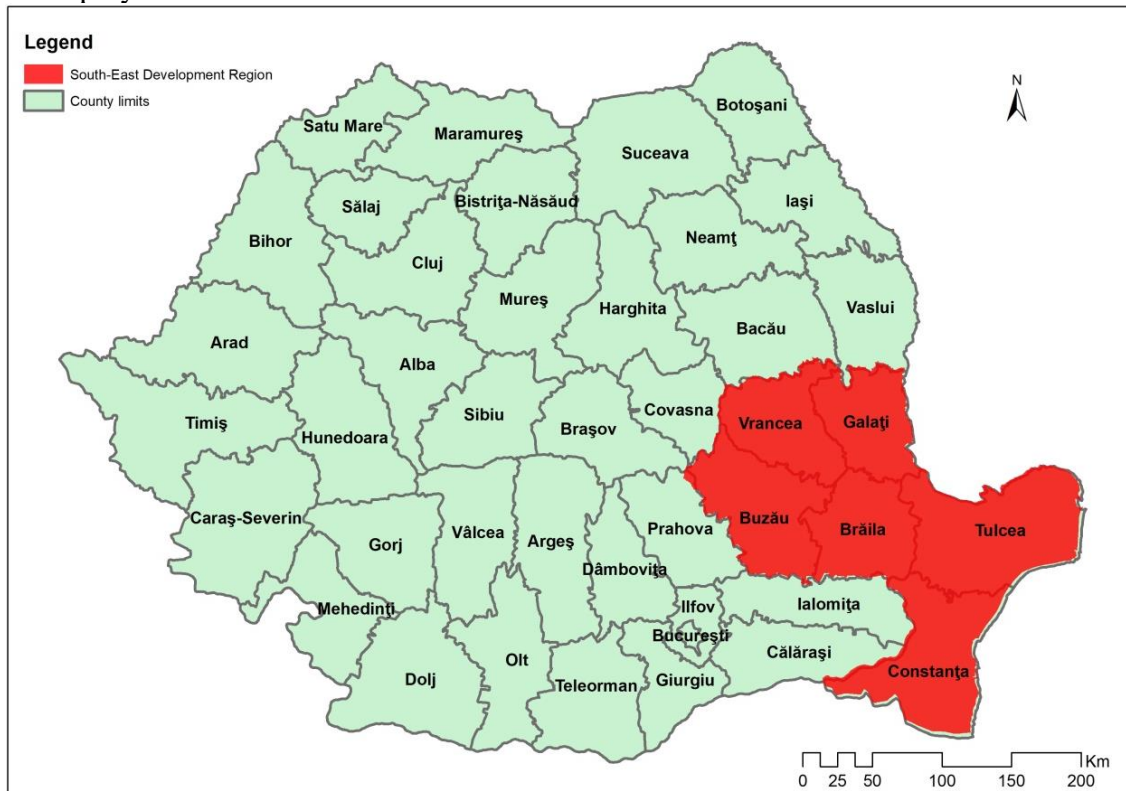 Legend
South-East Development Region
County limits
N
Botoşani
Satu Mare
Maramureş
Suceava
Iaşi
Sălaj
Bistriţa-Năsăud
Bihor
Neamţ
Cluj
Mureş
Harghita
Vaslui
Bacău
Arad
Alba
Covasna
Sibiu
Vrancea
Galaţi
Timiş
Braşov
Hunedoara
Caraş-Severin
Buzău
Prahova
Brăila
Tulcea
Vâlcea
Argeş
Gorj
Dâmboviţa
Mehedinţi
Ilfov
Ialomiţa
Bucureşti
Călăraşi
Olt
Constanţa
Dolj
Teleorman
Giurgiu
Km
0 25 50 100 150 200